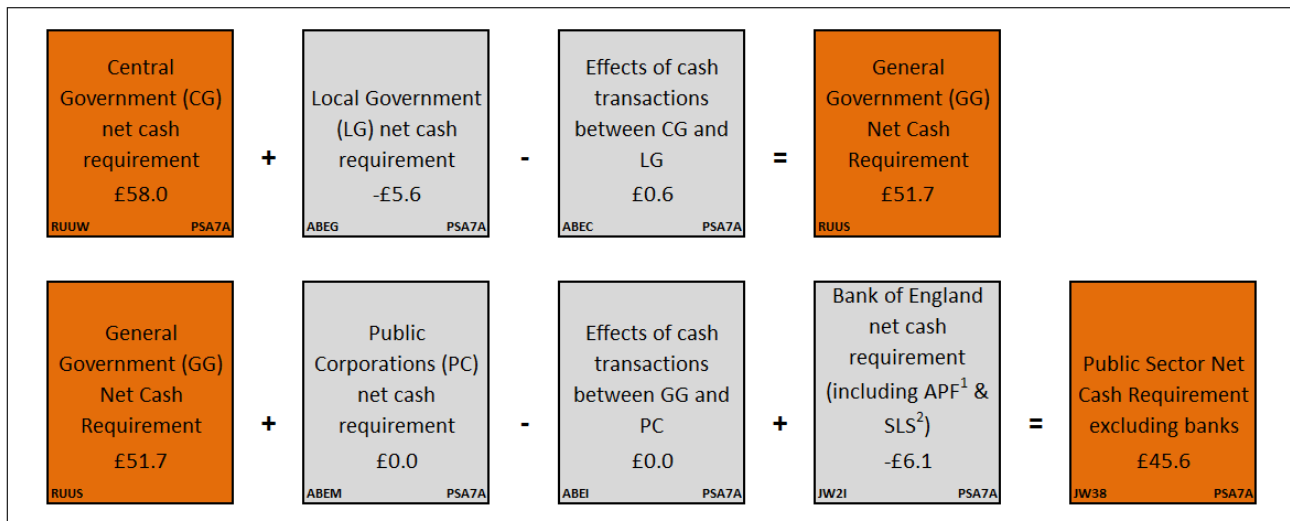 Central
Government (CG)
net cash
requirement
£58.0
RUUW PSA7A
+
Local Government
(LG) net cash
requirement
-£5.6
ABEG PSA7A
-
Effects of cash
transactions
between CG and
LG
£0.6
ABEC PSA7A
=
General
Government (GG)
Net Cash
Requirement
£51.7
RUUS
General
Government (GG)
Net Cash
Requirement
£51.7
RUUS
+
Public
Corporations (PC)
net cash
requirement
£0.0
ABEM PSA7A
-
Effects of cash
transactions
between GG and
PC
£0.0
ABEI PSA7A
+
Bank of England
net cash
requirement
(including APF¹ &
SLS²)
-£6.1
JW2I PSA7A
=
Public Sector Net
Cash Requirement
excluding banks
£45.6
JW38 PSA7A